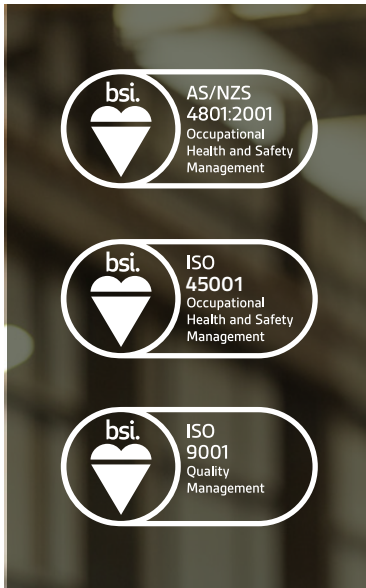 bsi.
AS/NZS
4801:2001
Occupational
Health and Safety
Management
bsi.
ISO
45001
Occupational
Health and Safety
Management
bsi.
ISO
9001
Quality
Management